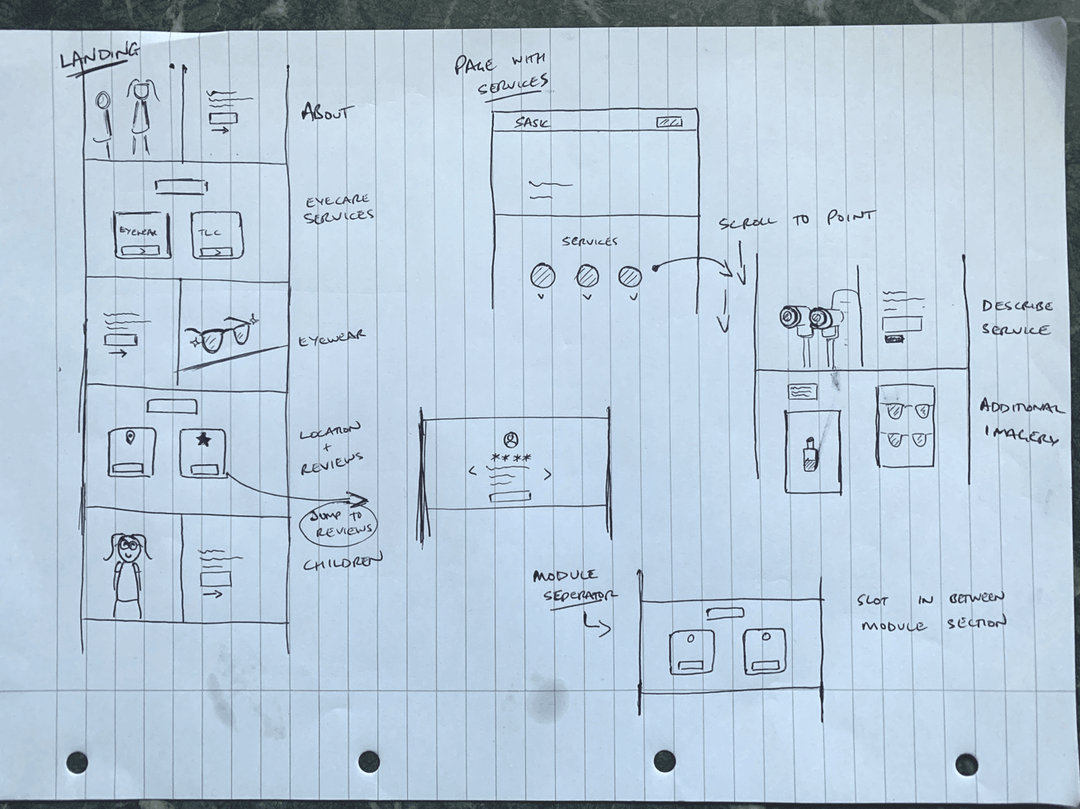 LANDING
ABOUT
EYECARE
SERVICES
EYEWEAR
TLC
EYEWEAR
LOCATION
+
REVIEWS
JUMP TO
REVIEWS
CHILDREN
PAGE WITH
SERVICES
SASK
SERVICES
SCROLL TO POINT
DESCRIBE
SERVICE
ADDITIONAL
IMAGERY
****
MODULE
SEPERATOR
SLOT IN BETWEEN
MODULE SECTION